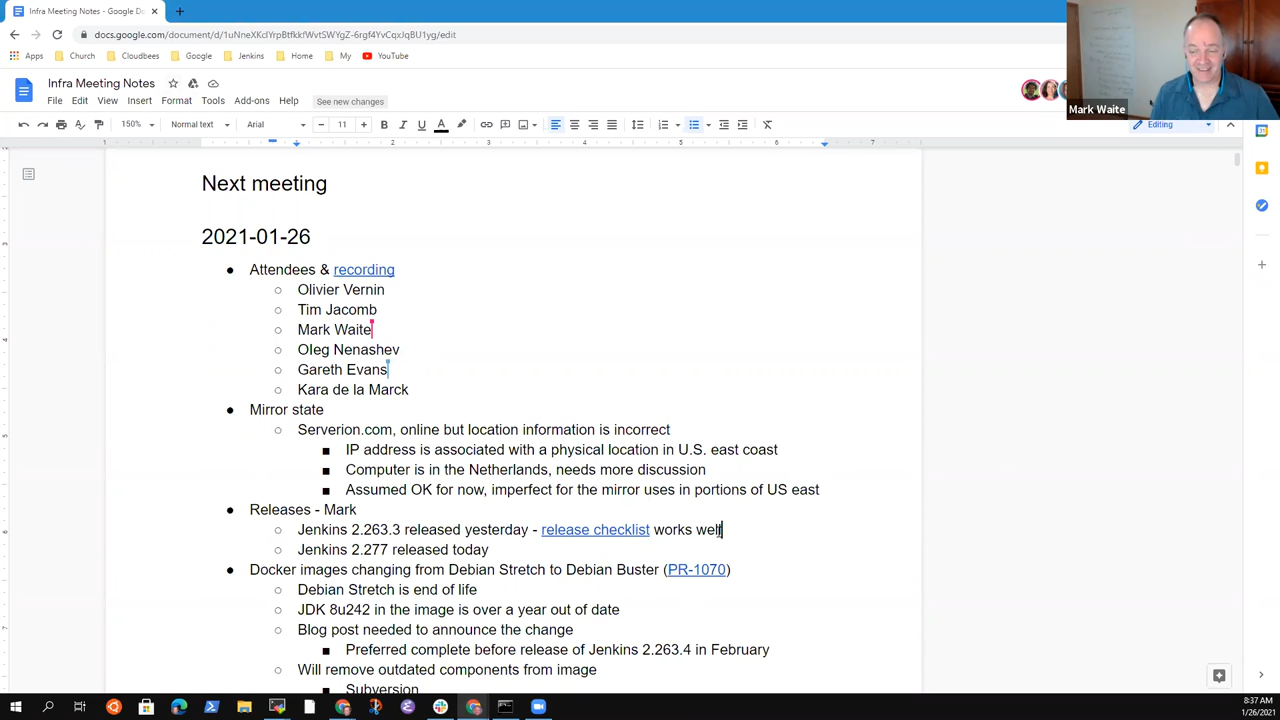 Infra Meeting Notes - Google Do
docs.google.com/document/d/1uNneXKcIYrpBtfkkfWvtSWYgZ-6rgf4YvCqxJqBU1yg/edit
Apps Church Cloudbees Google Jenkins Home My YouTube
Infra Meeting Notes
File Edit View Insert Format Tools Add-ons Help See new changes
Mark Waite
150% Normal text Arial 11 Editing
1 2 3 4 5 6 7
Next meeting
2021-01-26
Attendees & recording
Olivier Vernin
Tim Jacomb
Mark Waite
Oleg Nenashev
Gareth Evans
Kara de la Marck
Mirror state
Serverion.com, online but location information is incorrect
IP address is associated with a physical location in U.S. east coast
Computer is in the Netherlands, needs more discussion
Assumed OK for now, imperfect for the mirror uses in portions of US east
Releases - Mark
Jenkins 2.263.3 released yesterday - release checklist works well
Jenkins 2.277 released today
Docker images changing from Debian Stretch to Debian Buster (PR-1070)
Debian Stretch is end of life
JDK 8u242 in the image is over a year out of date
Blog post needed to announce the change
Preferred complete before release of Jenkins 2.263.4 in February
Will remove outdated components from image
Subversion
8:37 AM
1/26/2021